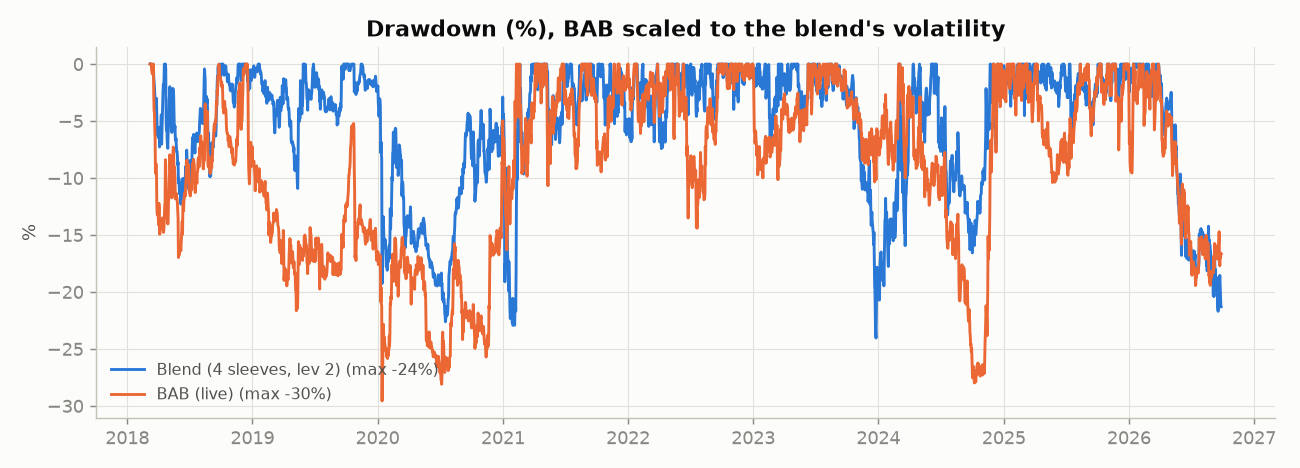 Drawdown (%), BAB scaled to the blend's volatility
%
0
−5
−10
−15
−20
−25
−30
Blend (4 sleeves, lev 2) (max -24%)
BAB (live) (max -30%)
2018 2019 2020 2021 2022 2023 2024 2025 2026 2027